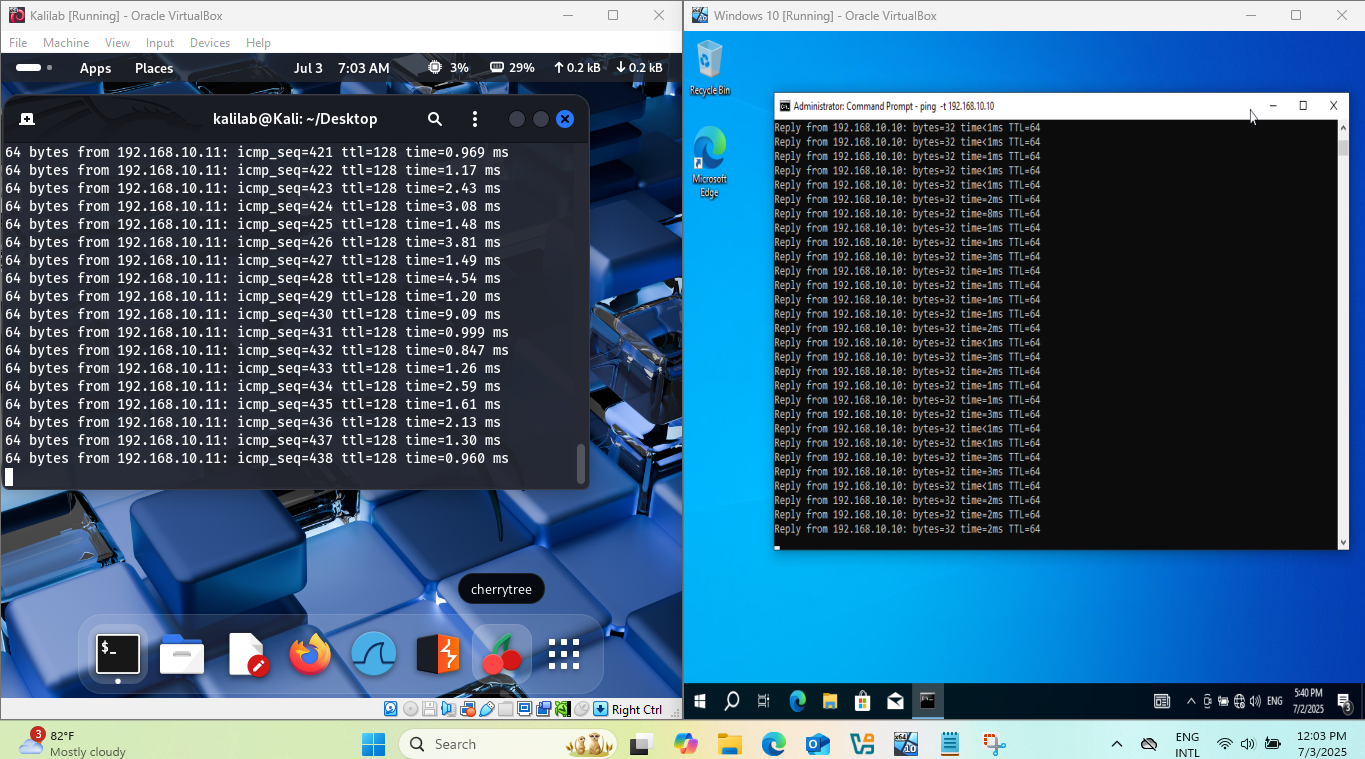 Kalilab [Running] - Oracle VirtualBox
File Machine View Input Devices Help
Apps Places Jul 3 7:03 AM 3% 29% 0.2 kB 0.2 kB
kalilab@Kali: ~/Desktop
64 bytes from 192.168.10.11: icmp_seq=421 ttl=128 time=0.969 ms
64 bytes from 192.168.10.11: icmp_seq=422 ttl=128 time=1.17 ms
64 bytes from 192.168.10.11: icmp_seq=423 ttl=128 time=2.43 ms
64 bytes from 192.168.10.11: icmp_seq=424 ttl=128 time=3.08 ms
64 bytes from 192.168.10.11: icmp_seq=425 ttl=128 time=1.48 ms
64 bytes from 192.168.10.11: icmp_seq=426 ttl=128 time=3.81 ms
64 bytes from 192.168.10.11: icmp_seq=427 ttl=128 time=1.49 ms
64 bytes from 192.168.10.11: icmp_seq=428 ttl=128 time=4.54 ms
64 bytes from 192.168.10.11: icmp_seq=429 ttl=128 time=1.20 ms
64 bytes from 192.168.10.11: icmp_seq=430 ttl=128 time=9.09 ms
64 bytes from 192.168.10.11: icmp_seq=431 ttl=128 time=0.999 ms
64 bytes from 192.168.10.11: icmp_seq=432 ttl=128 time=0.847 ms
64 bytes from 192.168.10.11: icmp_seq=433 ttl=128 time=1.26 ms
64 bytes from 192.168.10.11: icmp_seq=434 ttl=128 time=2.59 ms
64 bytes from 192.168.10.11: icmp_seq=435 ttl=128 time=1.61 ms
64 bytes from 192.168.10.11: icmp_seq=436 ttl=128 time=2.13 ms
64 bytes from 192.168.10.11: icmp_seq=437 ttl=128 time=1.30 ms
64 bytes from 192.168.10.11: icmp_seq=438 ttl=128 time=0.960 ms
cherrytree
$_
Right Ctrl
Windows 10 [Running] - Oracle VirtualBox
Recycle Bin
Microsoft
Edge
Administrator: Command Prompt - ping -t 192.168.10.10
Reply from 192.168.10.10: bytes=32 time<1ms TTL=64
Reply from 192.168.10.10: bytes=32 time<1ms TTL=64
Reply from 192.168.10.10: bytes=32 time=1ms TTL=64
Reply from 192.168.10.10: bytes=32 time<1ms TTL=64
Reply from 192.168.10.10: bytes=32 time<1ms TTL=64
Reply from 192.168.10.10: bytes=32 time=2ms TTL=64
Reply from 192.168.10.10: bytes=32 time=8ms TTL=64
Reply from 192.168.10.10: bytes=32 time=1ms TTL=64
Reply from 192.168.10.10: bytes=32 time=1ms TTL=64
Reply from 192.168.10.10: bytes=32 time=3ms TTL=64
Reply from 192.168.10.10: bytes=32 time=1ms TTL=64
Reply from 192.168.10.10: bytes=32 time=1ms TTL=64
Reply from 192.168.10.10: bytes=32 time=1ms TTL=64
Reply from 192.168.10.10: bytes=32 time=1ms TTL=64
Reply from 192.168.10.10: bytes=32 time=2ms TTL=64
Reply from 192.168.10.10: bytes=32 time<1ms TTL=64
Reply from 192.168.10.10: bytes=32 time=3ms TTL=64
Reply from 192.168.10.10: bytes=32 time=2ms TTL=64
Reply from 192.168.10.10: bytes=32 time=1ms TTL=64
Reply from 192.168.10.10: bytes=32 time=1ms TTL=64
Reply from 192.168.10.10: bytes=32 time=3ms TTL=64
Reply from 192.168.10.10: bytes=32 time<1ms TTL=64
Reply from 192.168.10.10: bytes=32 time=1ms TTL=64
Reply from 192.168.10.10: bytes=32 time=3ms TTL=64
Reply from 192.168.10.10: bytes=32 time=3ms TTL=64
Reply from 192.168.10.10: bytes=32 time<1ms TTL=64
Reply from 192.168.10.10: bytes=32 time=2ms TTL=64
Reply from 192.168.10.10: bytes=32 time=2ms TTL=64
Reply from 192.168.10.10: bytes=32 time=2ms TTL=64
ENG
5:40 PM
7/2/2025
3
3
82°F
Mostly cloudy
Search
x64
10
ENG
INTL
12:03 PM
7/3/2025